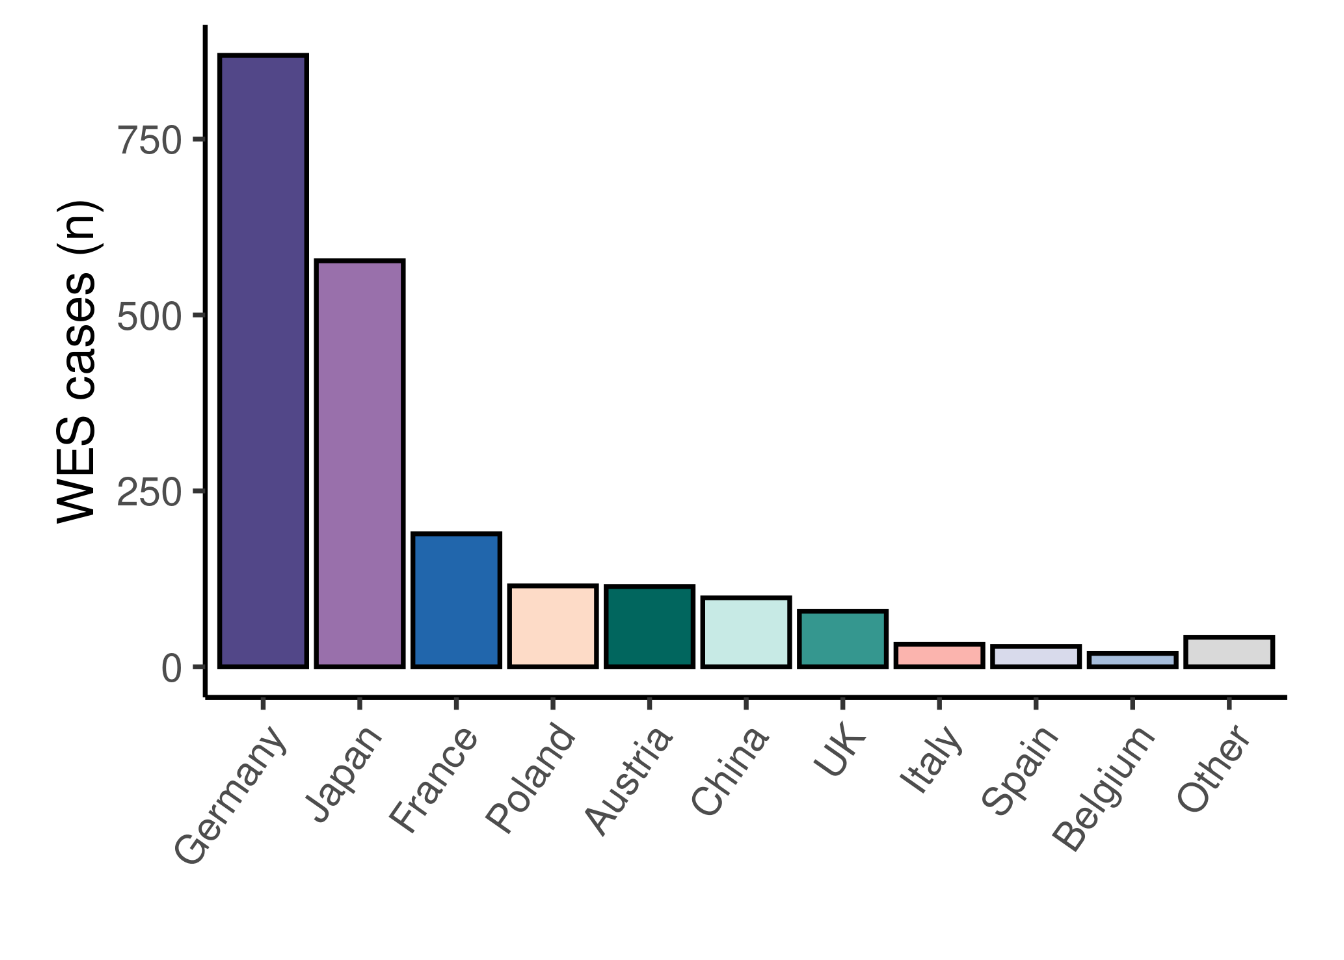 WES cases (n)
750
500
250
0
Germany
Japan
France
Poland
Austria
China
UK
Italy
Spain
Belgium
Other